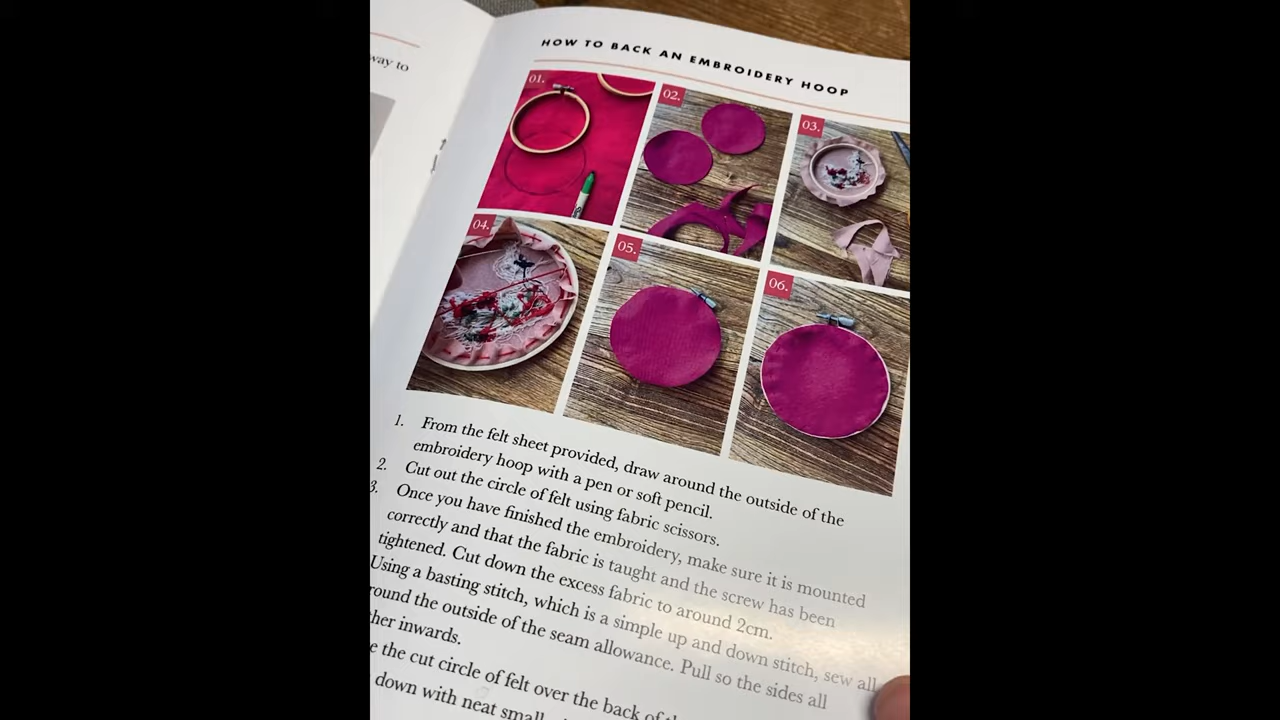 way to
HOW TO BACK AN EMBROIDERY HOOP
01.
02.
03.
04.
05.
06.
1. From the felt sheet provided, draw around the outside of the
embroidery hoop with a pen or soft pencil.
2. Cut out the circle of felt using fabric scissors.
3. Once you have finished the embroidery, make sure it is mounted
correctly and that the fabric is taught and the screw has been
tightened. Cut down the excess fabric to around 2cm.
Using a basting stitch, which is a simple up and down stitch, sew all
round the outside of the seam allowance. Pull so the sides all
ther inwards.
e the cut circle of felt over the back of
down with neat small